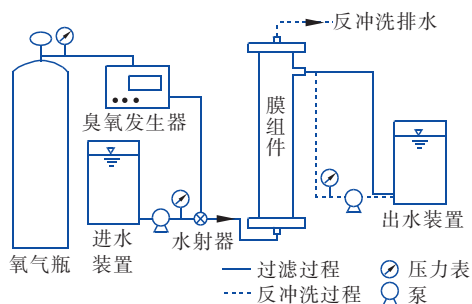 反冲洗排水
臭氧发生器
膜
组
件
氧气瓶
进水
装置
水射器
出水装置
过滤过程
压力表
反冲洗过程
泵